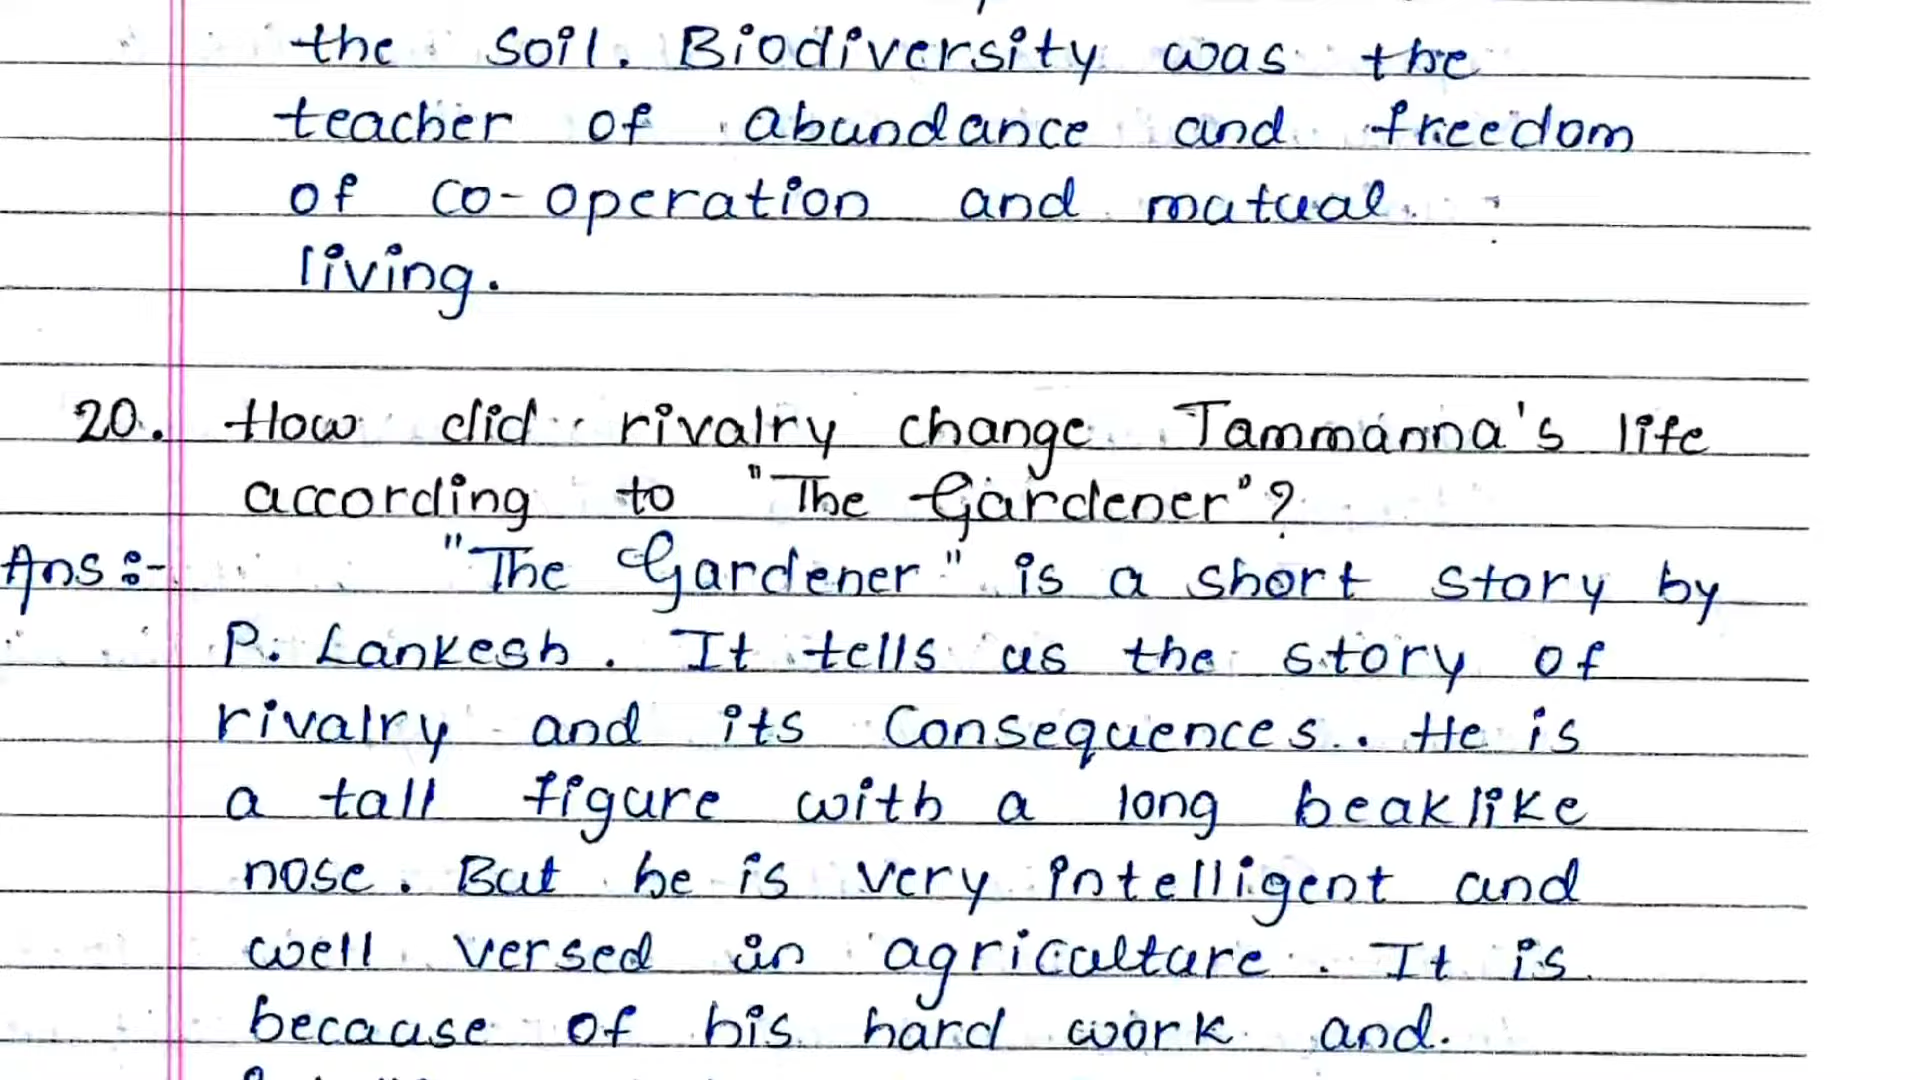 the soil. Biodiversity was the
teacher of abundance and freedom
of co-operation and mutual
living.
20. How did rivalry change Tammanna's life
according to "The Gardener"?
Ans:- "The Gardener" is a short story by
P. Lankesh. It tells us the story of
rivalry and its Consequences. He is
a tall figure with a long beaklike
nose. But he is very intelligent and
well versed in agriculture. It is
because of his hard work and.